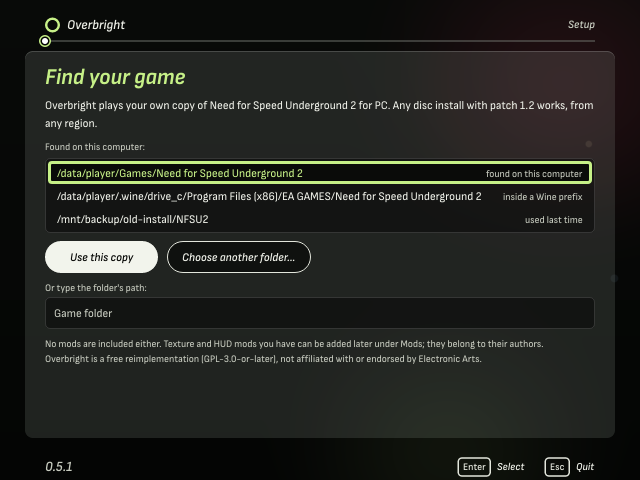 Overbright
Setup
Find your game
Overbright plays your own copy of Need for Speed Underground 2 for PC. Any disc install with patch 1.2 works, from
any region.
Found on this computer:
/data/player/Games/Need for Speed Underground 2
found on this computer
/data/player/.wine/drive_c/Program Files (x86)/EA GAMES/Need for Speed Underground 2
inside a Wine prefix
/mnt/backup/old-install/NFSU2
used last time
Use this copy
Choose another folder...
Or type the folder's path:
Game folder
No mods are included either. Texture and HUD mods you have can be added later under Mods; they belong to their authors.
Overbright is a free reimplementation (GPL-3.0-or-later), not affiliated with or endorsed by Electronic Arts.
0.5.1
Enter Select
Esc Quit